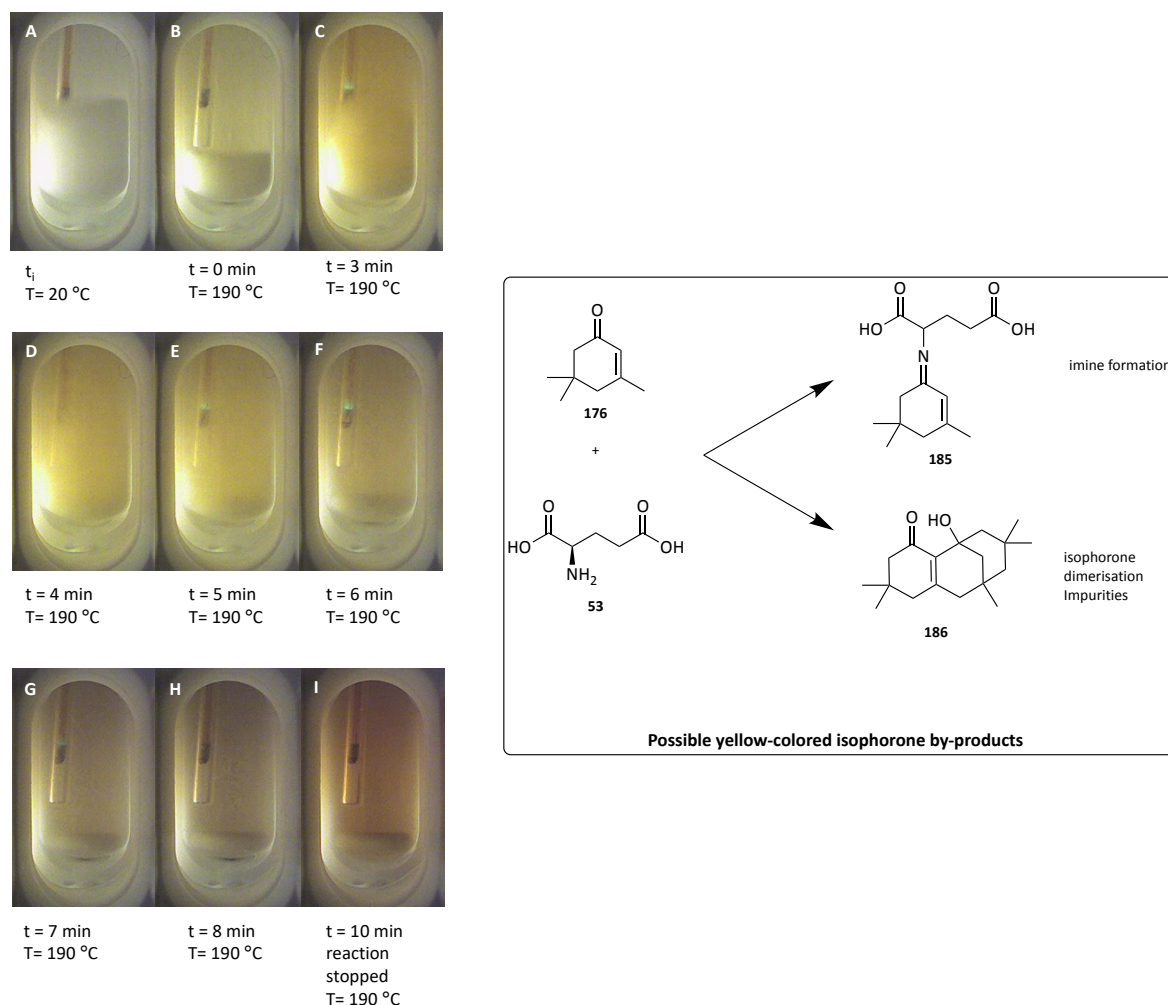 A
B
C
t i
T= 20 °C
t = 0 min
T= 190 °C
t = 3 min
T= 190 °C
D
E
F
t = 4 min
T= 190 °C
t = 5 min
T= 190 °C
t = 6 min
T= 190 °C
G
H
I
t = 7 min
T= 190 °C
t = 8 min
T= 190 °C
t = 10 min
reaction
stopped
T= 190 °C
O
176
+
O
O
HO
OH
NH2
53
O
O
HO
OH
N
185
imine formation
O
HO
186
isophorone
dimerisation
Impurities
Possible yellow-colored isophorone by-products